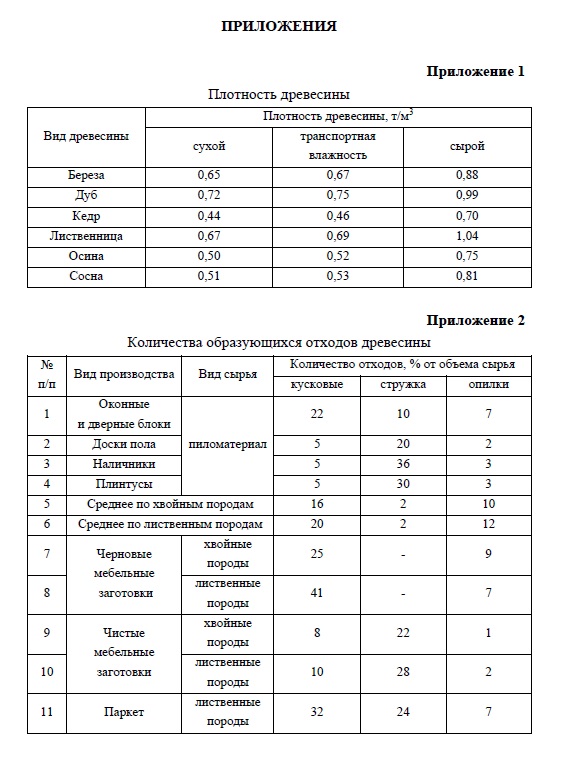 ПРИЛОЖЕНИЯ
Приложение 1
Плотность древесины
Вид древесины
Плотность древесины, т/м³
сухой
транспортная
влажность
сырой
Береза 0,65 0,67 0,88
Дуб 0,72 0,75 0,99
Кедр 0,44 0,46 0,70
Лиственница 0,67 0,69 1,04
Осина 0,50 0,52 0,75
Сосна 0,51 0,53 0,81
Приложение 2
Количества образующихся отходов древесины
№
п/п
Вид производства
Вид сырья
Количество отходов, % от объема сырья
кусковые стружка опилки
1
Оконные
и дверные блоки
пиломатериал
22 10 7
2 Доски пола 5 20 2
3 Наличники 5 36 3
4 Плинтусы 5 30 3
5 Среднее по хвойным породам 16 2 10
6 Среднее по лиственным породам 20 2 12
7
Черновые
мебельные
заготовки
хвойные
породы
25 - 9
8
лиственные
породы
41 - 7
9
Чистые
мебельные
заготовки
хвойные
породы
8 22 1
10
лиственные
породы
10 28 2
11
Паркет
лиственные
породы
32 24 7